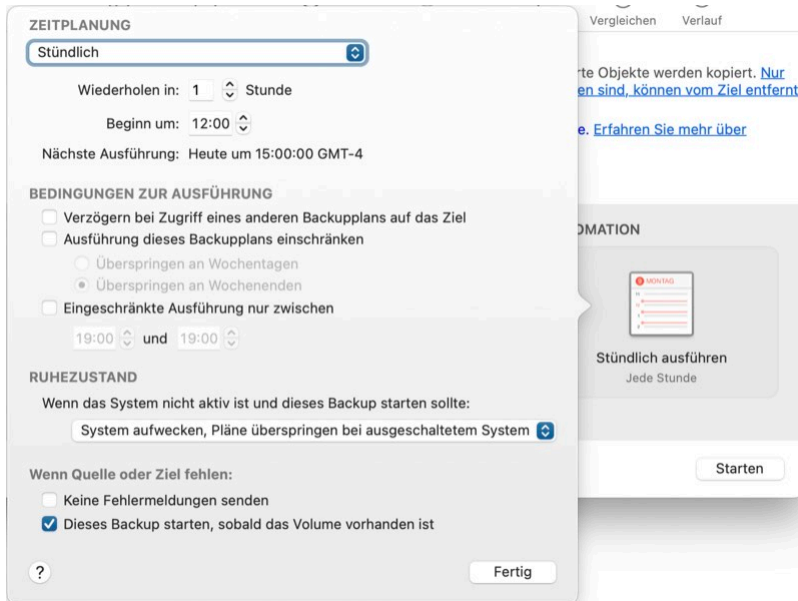 ZEITPLANUNG
Stündlich
Wiederholen in: 1 Stunde
Beginn um: 12:00
Nächste Ausführung: Heute um 15:00:00 GMT-4
BEDINGUNGEN ZUR AUSFÜHRUNG
Verzögern bei Zugriff eines anderen Backupplans auf das Ziel
Ausführung dieses Backupplans einschränken
Überspringen an Wochentagen
Überspringen an Wochenenden
Eingeschränkte Ausführung nur zwischen
19:00 und 19:00
RUHEZUSTAND
Wenn das System nicht aktiv ist und dieses Backup starten sollte:
System aufwecken, Pläne überspringen bei ausgeschaltetem System
Wenn Quelle oder Ziel fehlen:
Keine Fehlermeldungen senden
Dieses Backup starten, sobald das Volume vorhanden ist
?
Fertig
Vergleichen Verlauf
rte Objekte werden kopiert. Nur
en sind, können vom Ziel entfernt
e. Erfahren Sie mehr über
OMATION
MONTAG
Stündlich ausführen
Jede Stunde
Starten